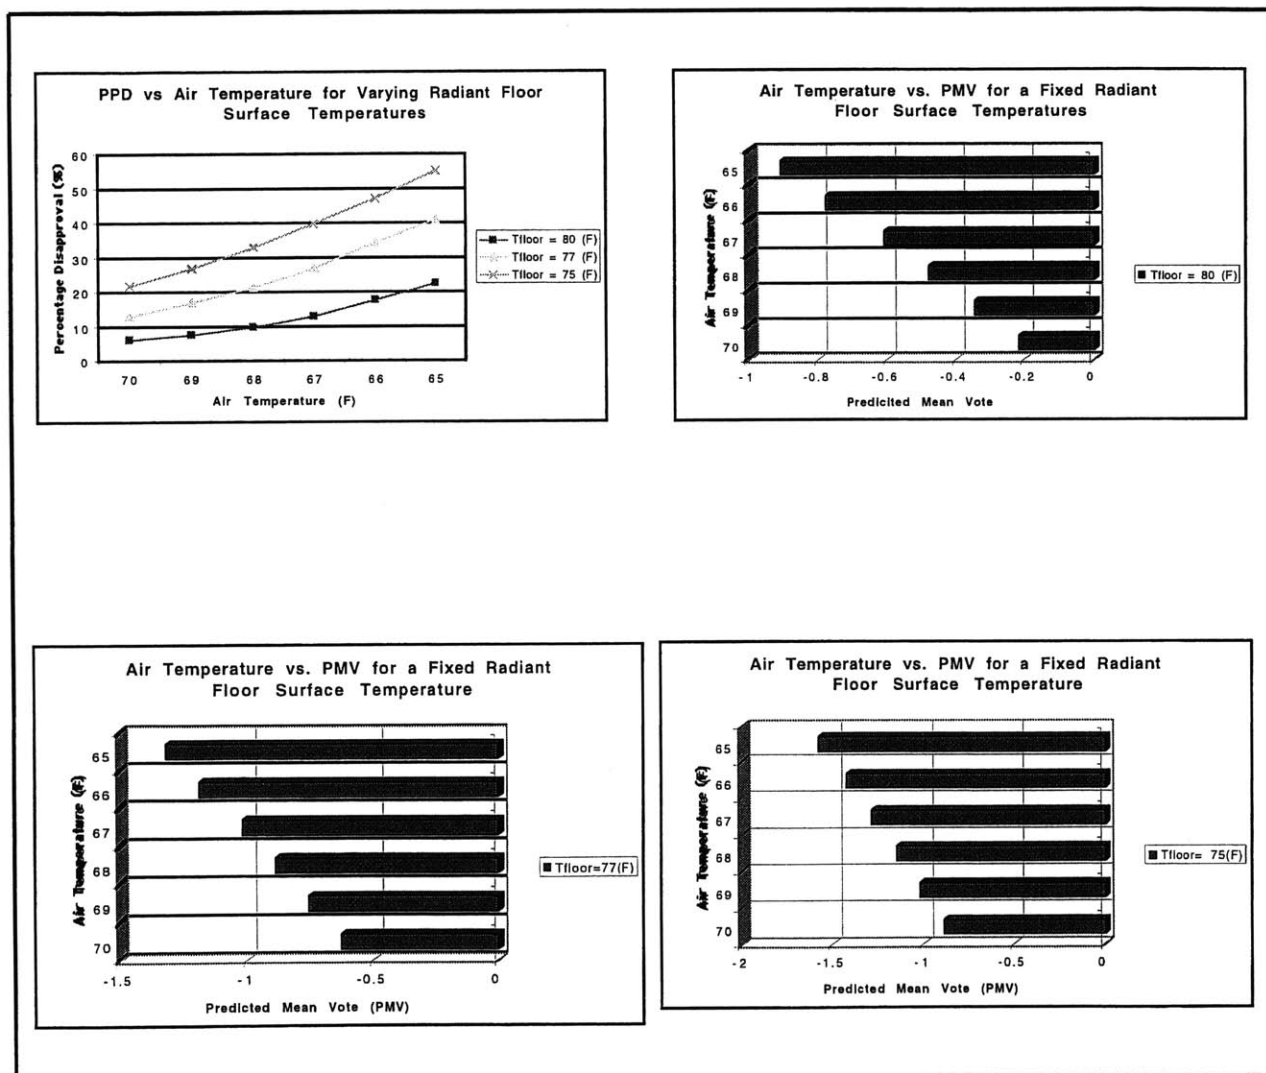 PPD vs Air Temperature for Varying Radiant Floor
Surface Temperatures
Percentage Disapproval (%)
60
50
40
30
20
10
0
70 69 68 67 66 65
Air Temperature (F)
Tfloor = 80 (F)
Tfloor = 77 (F)
Tfloor = 75 (F)
Air Temperature vs. PMV for a Fixed Radiant
Floor Surface Temperatures
Air Temperature (F)
65
66
67
68
69
70
-1 -0.8 -0.6 -0.4 -0.2 0
Predicited Mean Vote
Tfloor = 80 (F)
Air Temperature vs. PMV for a Fixed Radiant
Floor Surface Temperature
Air Temperature (F)
65
66
67
68
69
70
-1.5 -1 -0.5 0
Predicted Mean Vote (PMV)
Tfloor=77(F)
Air Temperature vs. PMV for a Fixed Radiant
Floor Surface Temperature
Air Temperature (F)
65
66
67
68
69
70
-2 -1.5 -1 -0.5 0
Predicted Mean Vote (PMV)
Tfloor= 75(F)